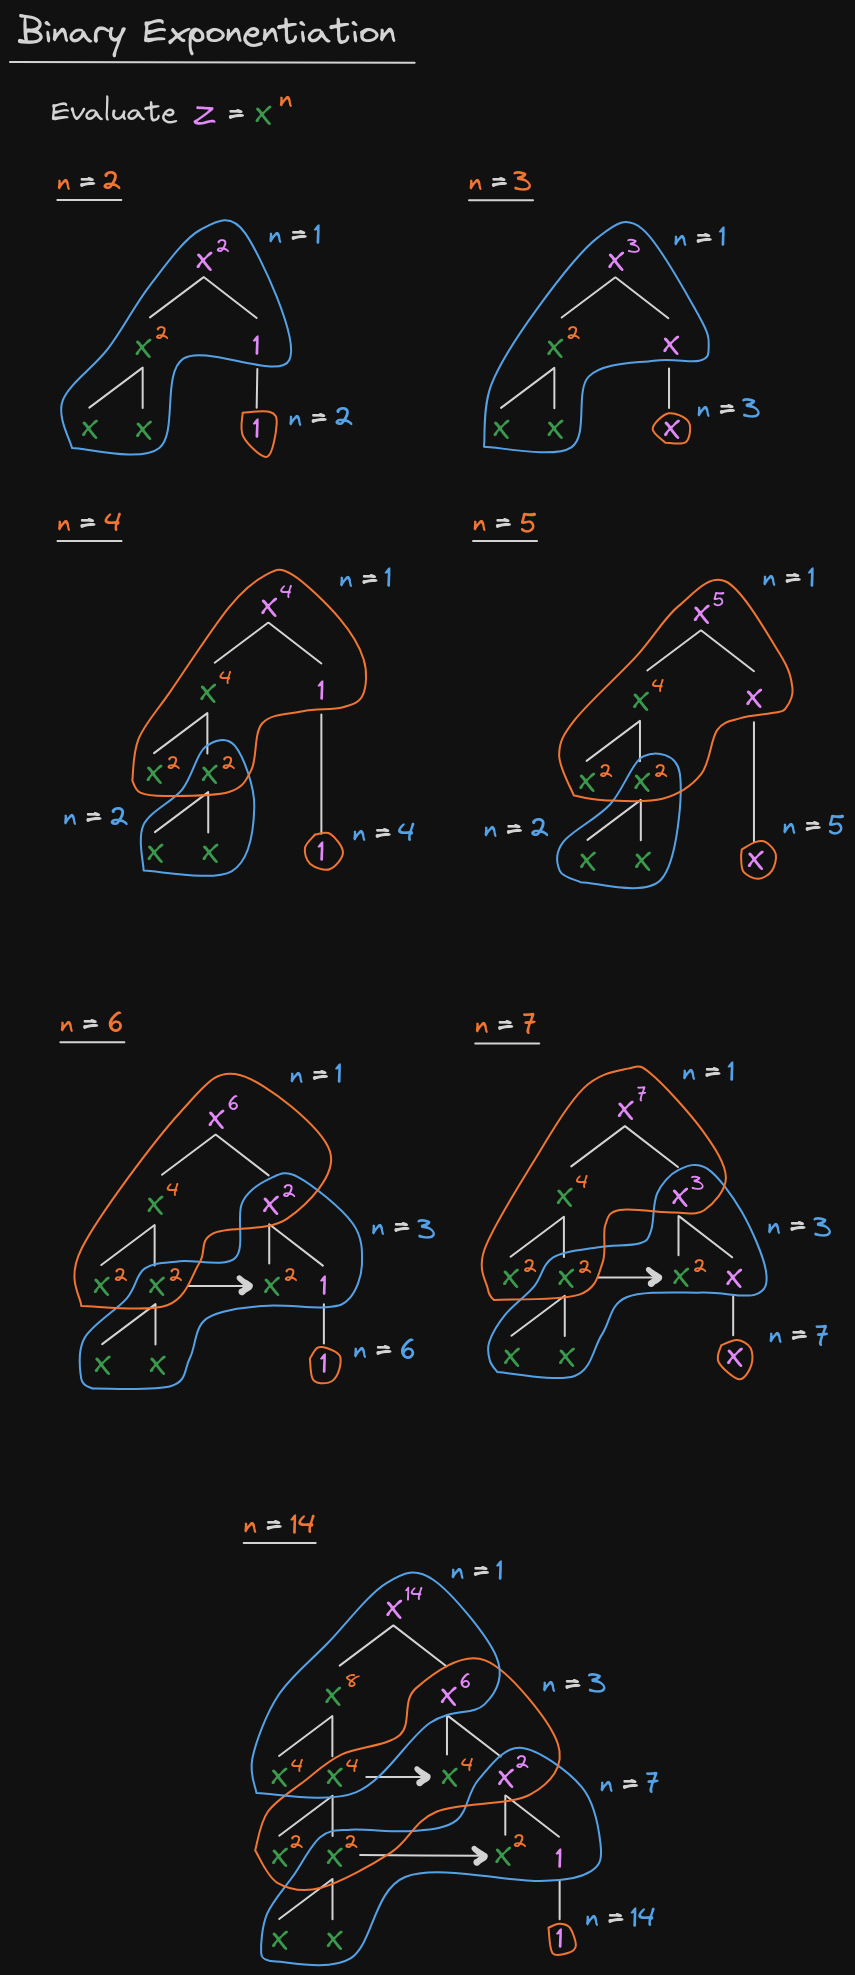 Binary Exponentiation
Evaluate z = x^n
n = 2
n = 1
x^2
x^2 1
x x 1 n = 2
n = 3
n = 1
x^3
x^2 x
x x x n = 3
n = 4
n = 1
x^4
x^4 1
x^2 x^2
n = 2
x x 1 n = 4
n = 5
n = 1
x^5
x^4 x
x^2 x^2
n = 2
x x x n = 5
n = 6
n = 1
x^6
x^4 x^2
n = 3
x^2 x^2 x^2 1
x x 1 n = 6
n = 7
n = 1
x^7
x^4 x^3
n = 3
x^2 x^2 x^2 x
x x x n = 7
n = 14
n = 1
x^14
x^8 x^6 n = 3
x^4 x^4 x^4 x^2 n = 7
x^2 x^2 x^2 1
x x 1 n = 14